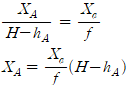 X_A / (H−h_A) = X_c / f
X_A = X_c / f (H−h_A)